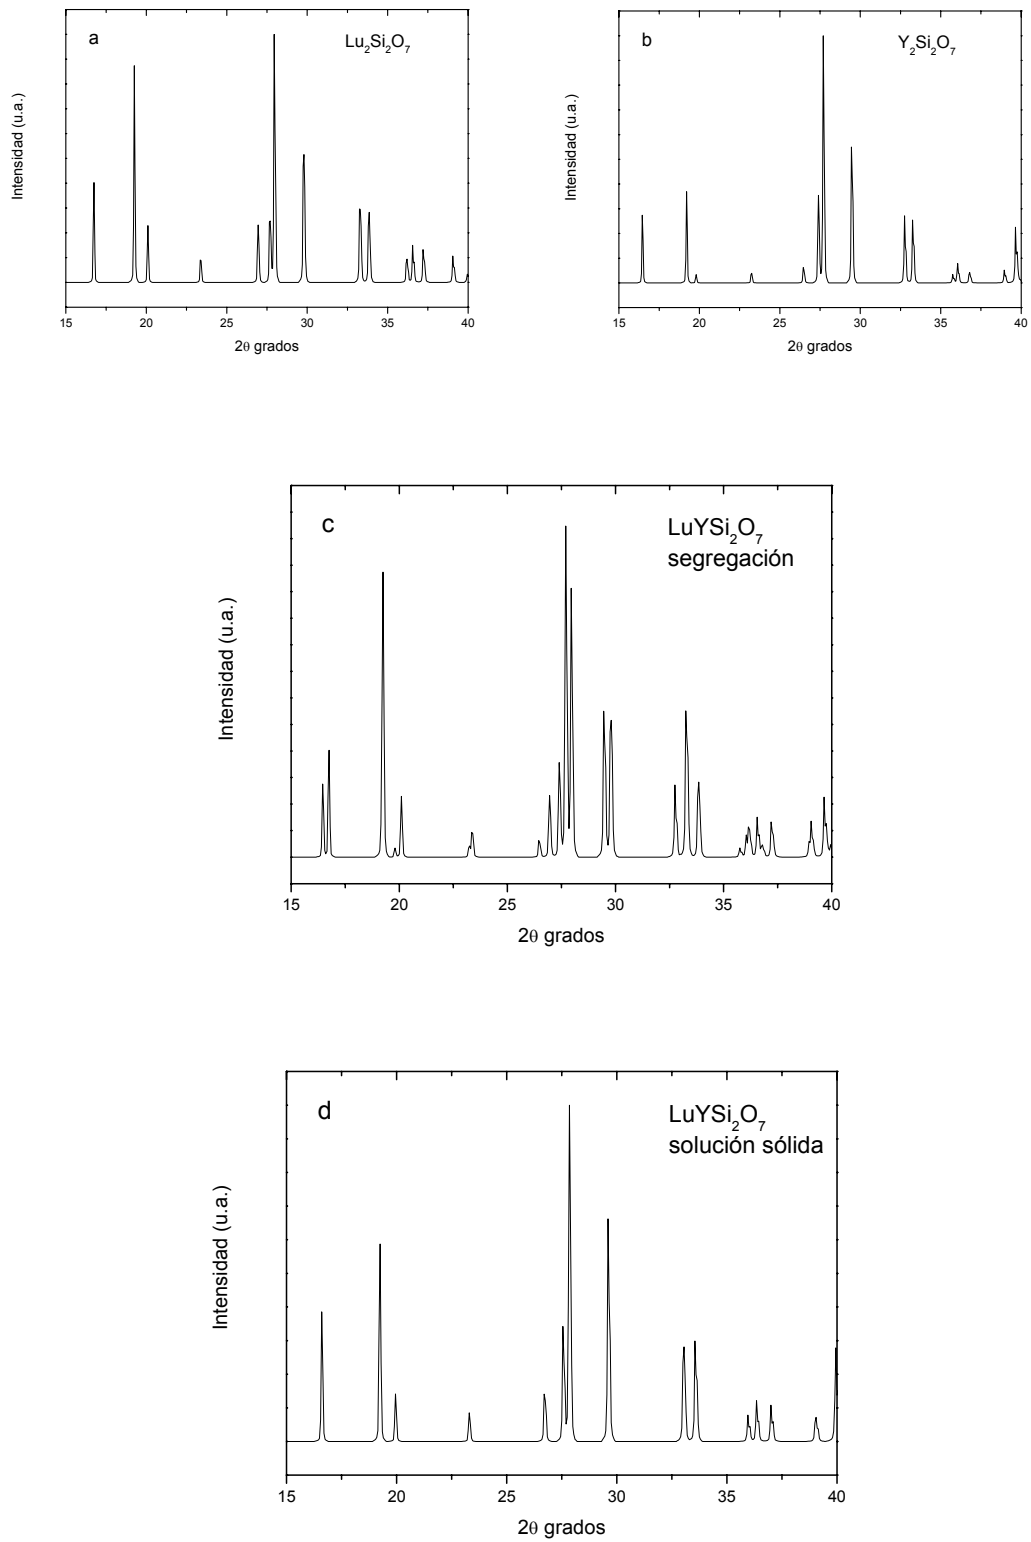 a
Lu₂Si₂O₇
Intensidad (u.a.)
15 20 25 30 35 40
2θ grados
b
Y₂Si₂O₇
Intensidad (u.a.)
15 20 25 30 35 40
2θ grados
c
LuYSi₂O₇
segregación
Intensidad (u.a.)
15 20 25 30 35 40
2θ grados
d
LuYSi₂O₇
solución sólida
Intensidad (u.a.)
15 20 25 30 35 40
2θ grados